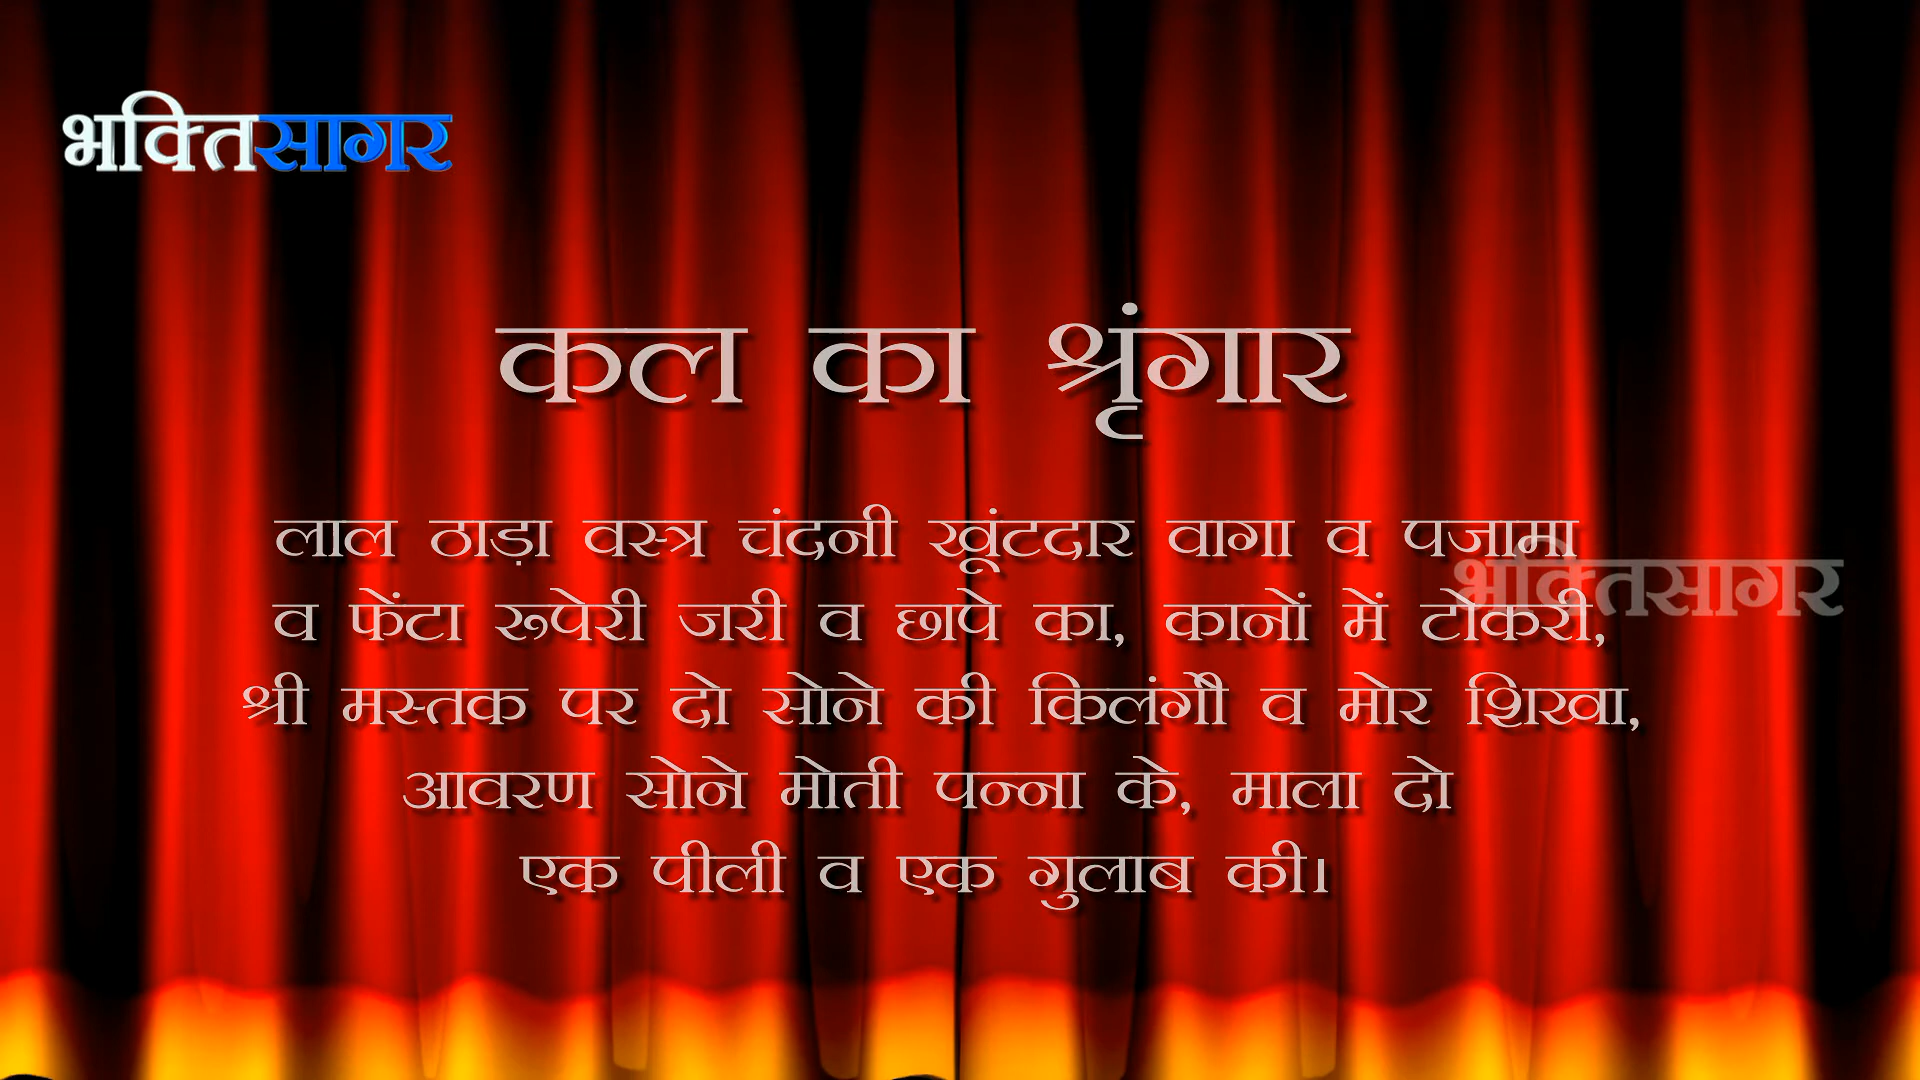 भक्तिसागर
कल का श्रृंगार
लाल ठाड़ा वस्त्र चंदनी खूंटदार वागा व पजामा
भक्तिसागर
व फेंटा रूपेरी जरी व छापे का, कानों में टोकरी,
श्री मस्तक पर दो सोने की किलंगौ व मोर शिखा,
आवरण सोने मोती पन्ना के, माला दो
एक पीली व एक गुलाब की।